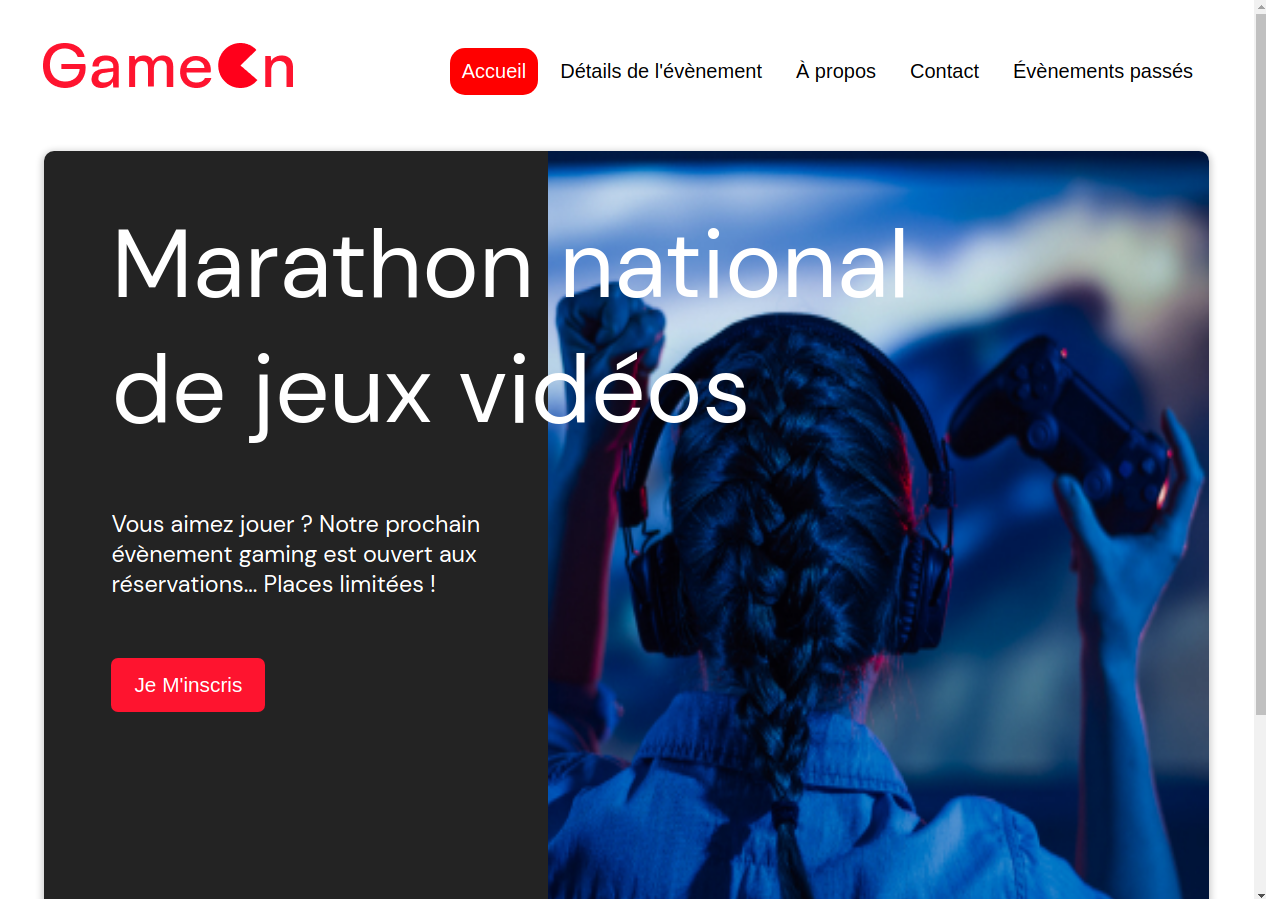 GameOn
Accueil Détails de l'évènement À propos Contact Évènements passés
Marathon national
de jeux vidéos
Vous aimez jouer ? Notre prochain
évènement gaming est ouvert aux
réservations... Places limitées !
Je M'inscris